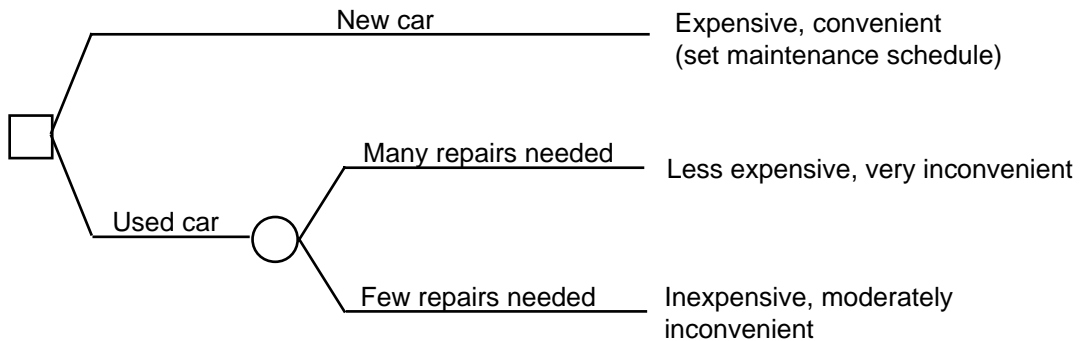 New car
Expensive, convenient
(set maintenance schedule)
Many repairs needed
Less expensive, very inconvenient
Used car
Few repairs needed
Inexpensive, moderately
inconvenient